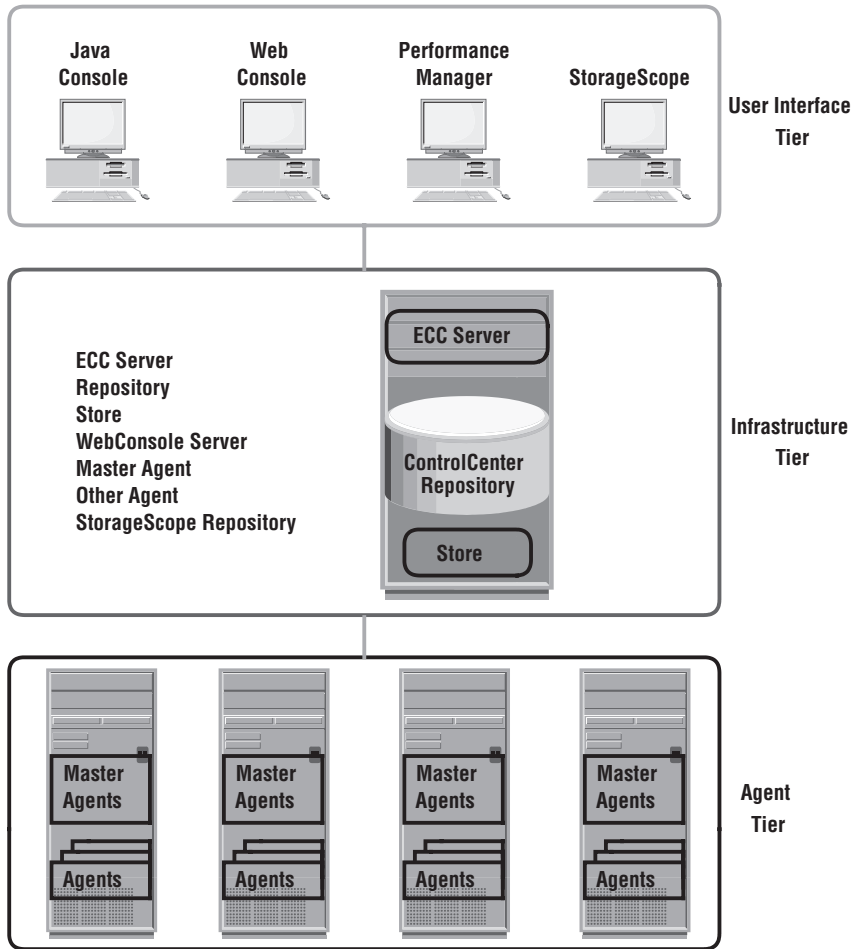 Java
Console
Web
Console
Performance
Manager
StorageScope
User Interface
Tier
ECC Server
Repository
Store
WebConsole Server
Master Agent
Other Agent
StorageScope Repository
ECC Server
ControlCenter
Repository
Store
Infrastructure
Tier
Master
Agents
Agents
Master
Agents
Agents
Master
Agents
Agents
Master
Agents
Agents
Agent
Tier